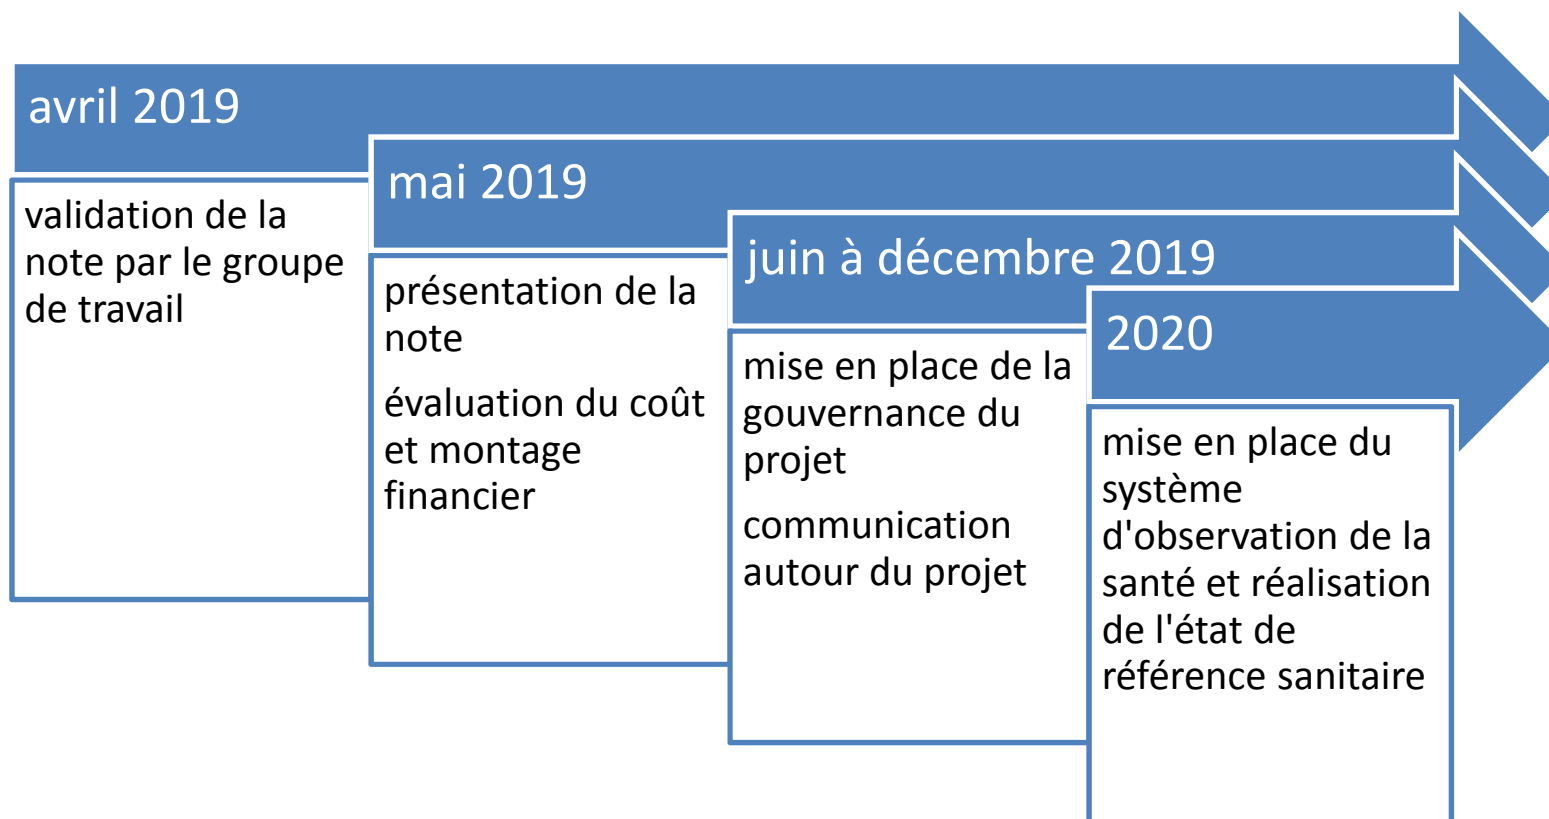 avril 2019
validation de la
note par le groupe
de travail
mai 2019
présentation de la
note
évaluation du coût
et montage
financier
juin à décembre 2019
mise en place de la
gouvernance du
projet
communication
autour du projet
2020
mise en place du
système
d'observation de la
santé et réalisation
de l'état de
référence sanitaire